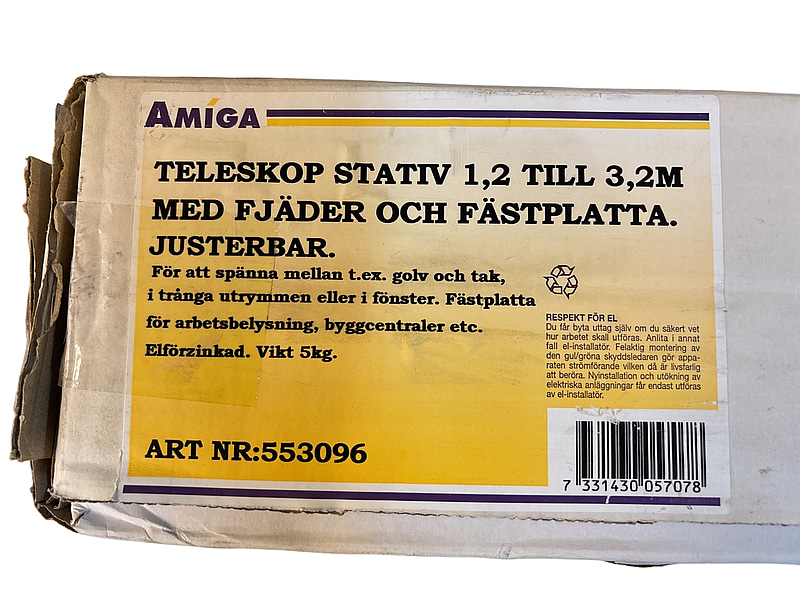 AMIGA
TELESKOP STATIV 1,2 TILL 3,2M
MED FJÄDER OCH FÄSTPLATTA.
JUSTERBAR.
För att spänna mellan t.ex. golv och tak,
i trånga utrymmen eller i fönster. Fästplatta
för arbetsbelysning, byggcentraler etc.
Elförzinkad. Vikt 5kg.
RESPEKT FÖR EL
Du får byta uttag själv om du säkert vet
hur arbetet skall utföras. Anlita i annat
fall el-installatör. Felaktig montering av
den gul/gröna skyddsledaren gör appa-
raten strömförande vilken då är livsfarlig
att beröra. Nyinstallation och utökning av
elektriska anläggningar får endast utföras
av el-installatör.
ART NR:553096
7 331430 057078